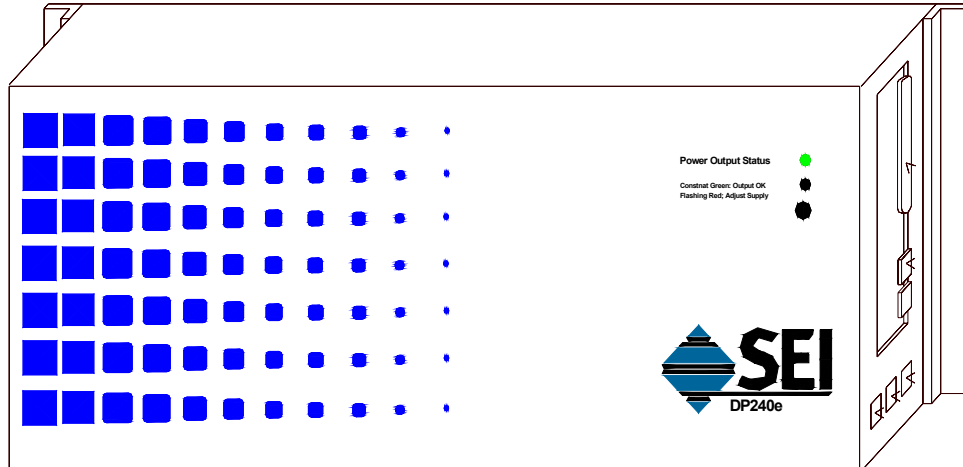 Power Output Status
Constnat Green: Output OK
Flashing Red; Adjust Supply
SEI
DP240e